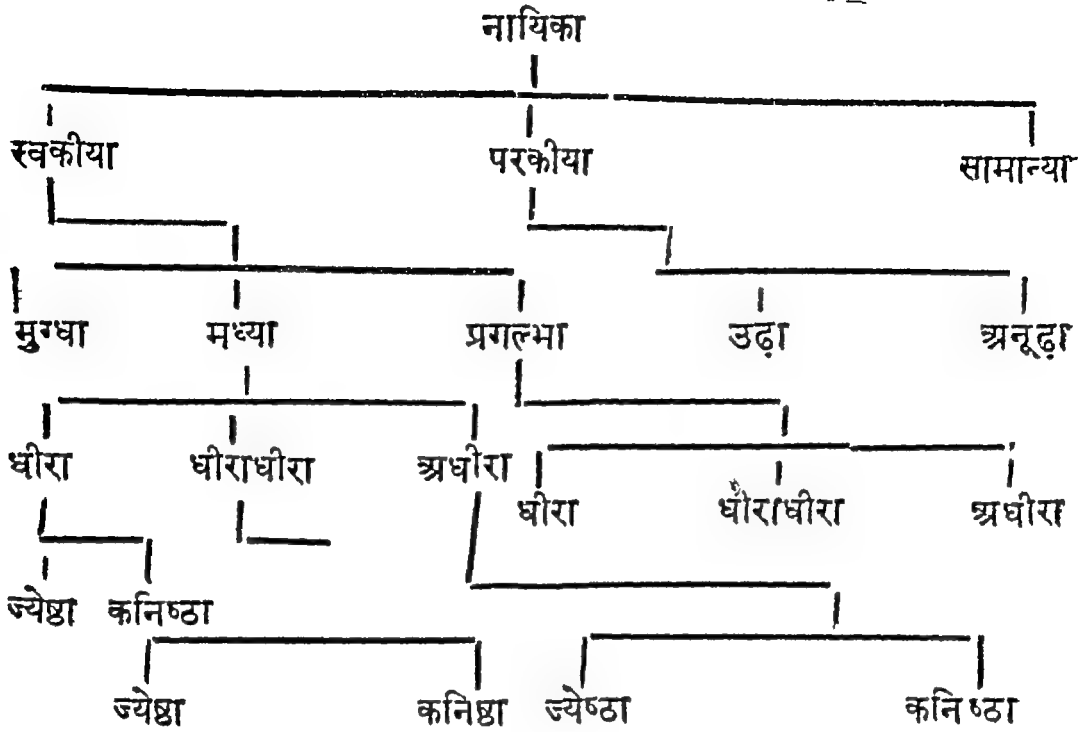 नायिका
स्वकीया परकीया सामान्या
मुग्धा मध्या प्रगल्भा उढ़ा अनूढ़ा
धीरा धीराधीरा अधीरा
धीरा धीराधीरा अधीरा
ज्येष्ठा कनिष्ठा
ज्येष्ठा कनिष्ठा ज्येष्ठा कनिष्ठा